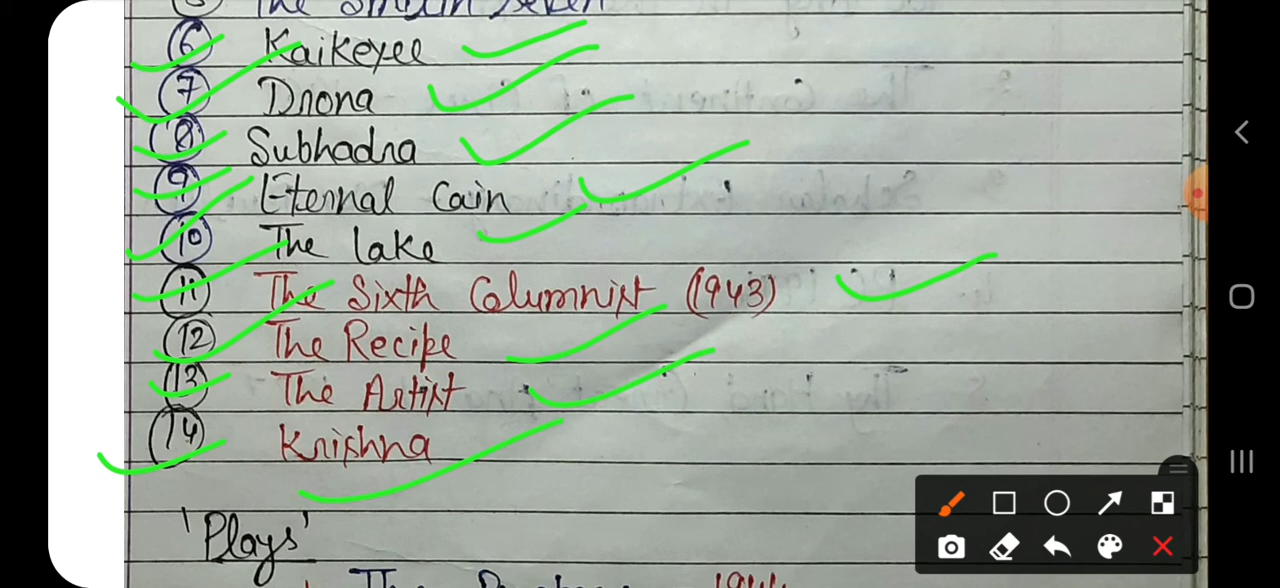 6 Kaikeyee
7 Drona
8 Subhadra
9 Eternal Cain
10 The lake
11 The Sixth Columnist (1943)
12 The Recipe
13 The Artist
14 Krishna
'Plays'